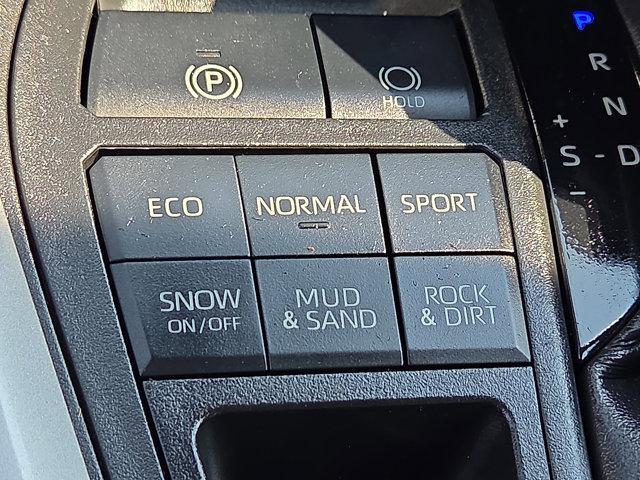 P
P
HOLD
R
N
+
S - D
–
ECO
NORMAL
SPORT
SNOW
ON/OFF
MUD
& SAND
ROCK
& DIRT